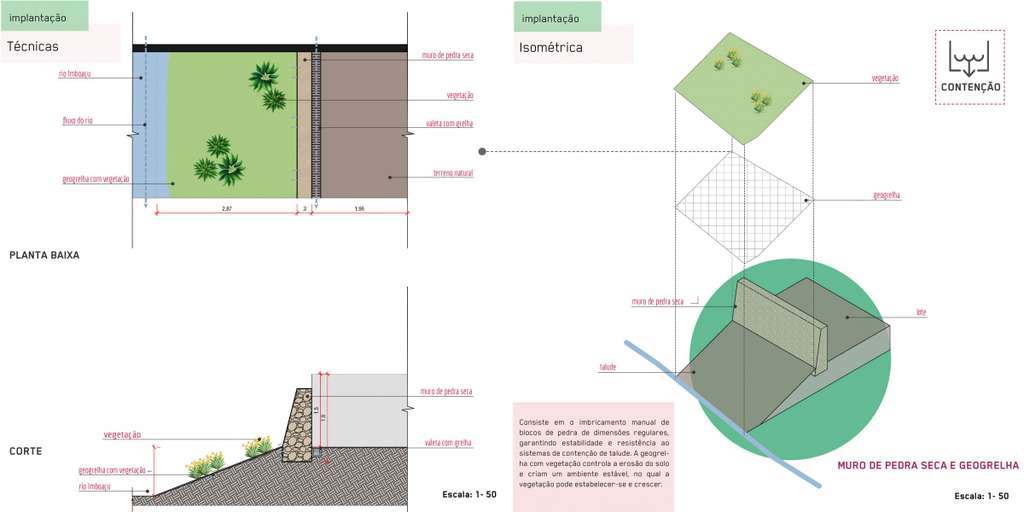 implantação
Técnicas
rio Imboaçu
fluxo do rio
geogrelha com vegetação
muro de pedra seca
vegetação
valeta com grelha
terreno natural
2,87
.3
1.95
PLANTA BAIXA
CORTE
vegetação
geogrelha com vegetação
rio Imboaçu
muro de pedra seca
valeta com grelha
1.5
Escala: 1- 50
implantação
Isométrica
CONTENÇÃO
vegetação
geogrelha
muro de pedra seca
lote
talude
Consiste em o imbricamento manual de
blocos de pedra de dimensões regulares,
garantindo estabilidade e resistência ao
sistemas de contenção de talude. A geogrel-
ha com vegetação controla a erosão do solo
e criam um ambiente estável, no qual a
vegetação pode estabelecer-se e crescer.
MURO DE PEDRA SECA E GEOGRELHA
Escala: 1- 50